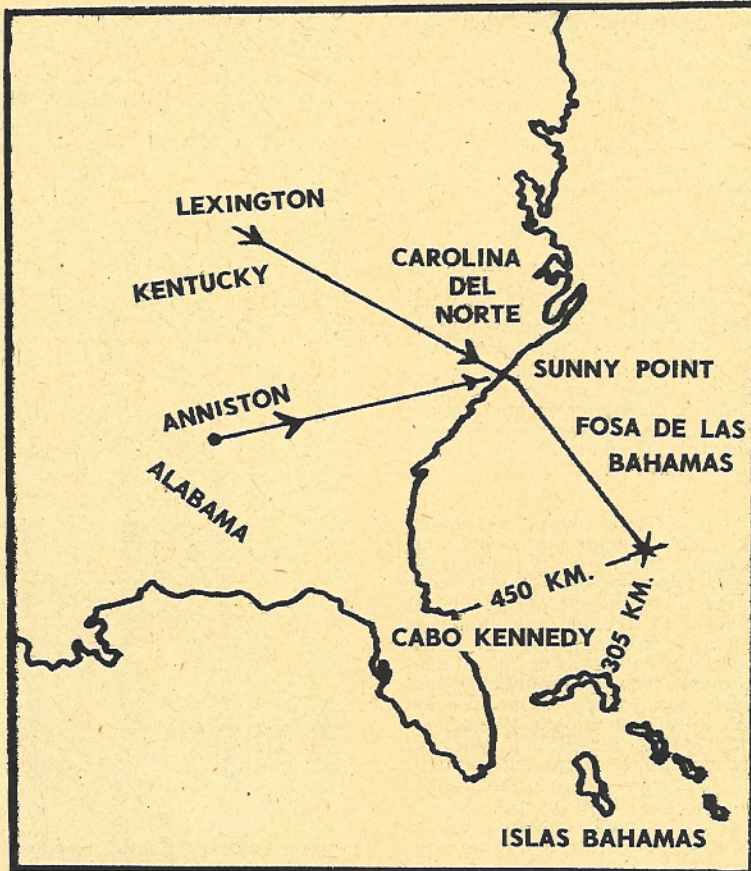 LEXINGTON
KENTUCKY
CAROLINA
DEL
NORTE
SUNNY POINT
ANNISTON
ALABAMA
FOSA DE LAS
BAHAMAS
450 KM.
305 KM.
CABO KENNEDY
ISLAS BAHAMAS